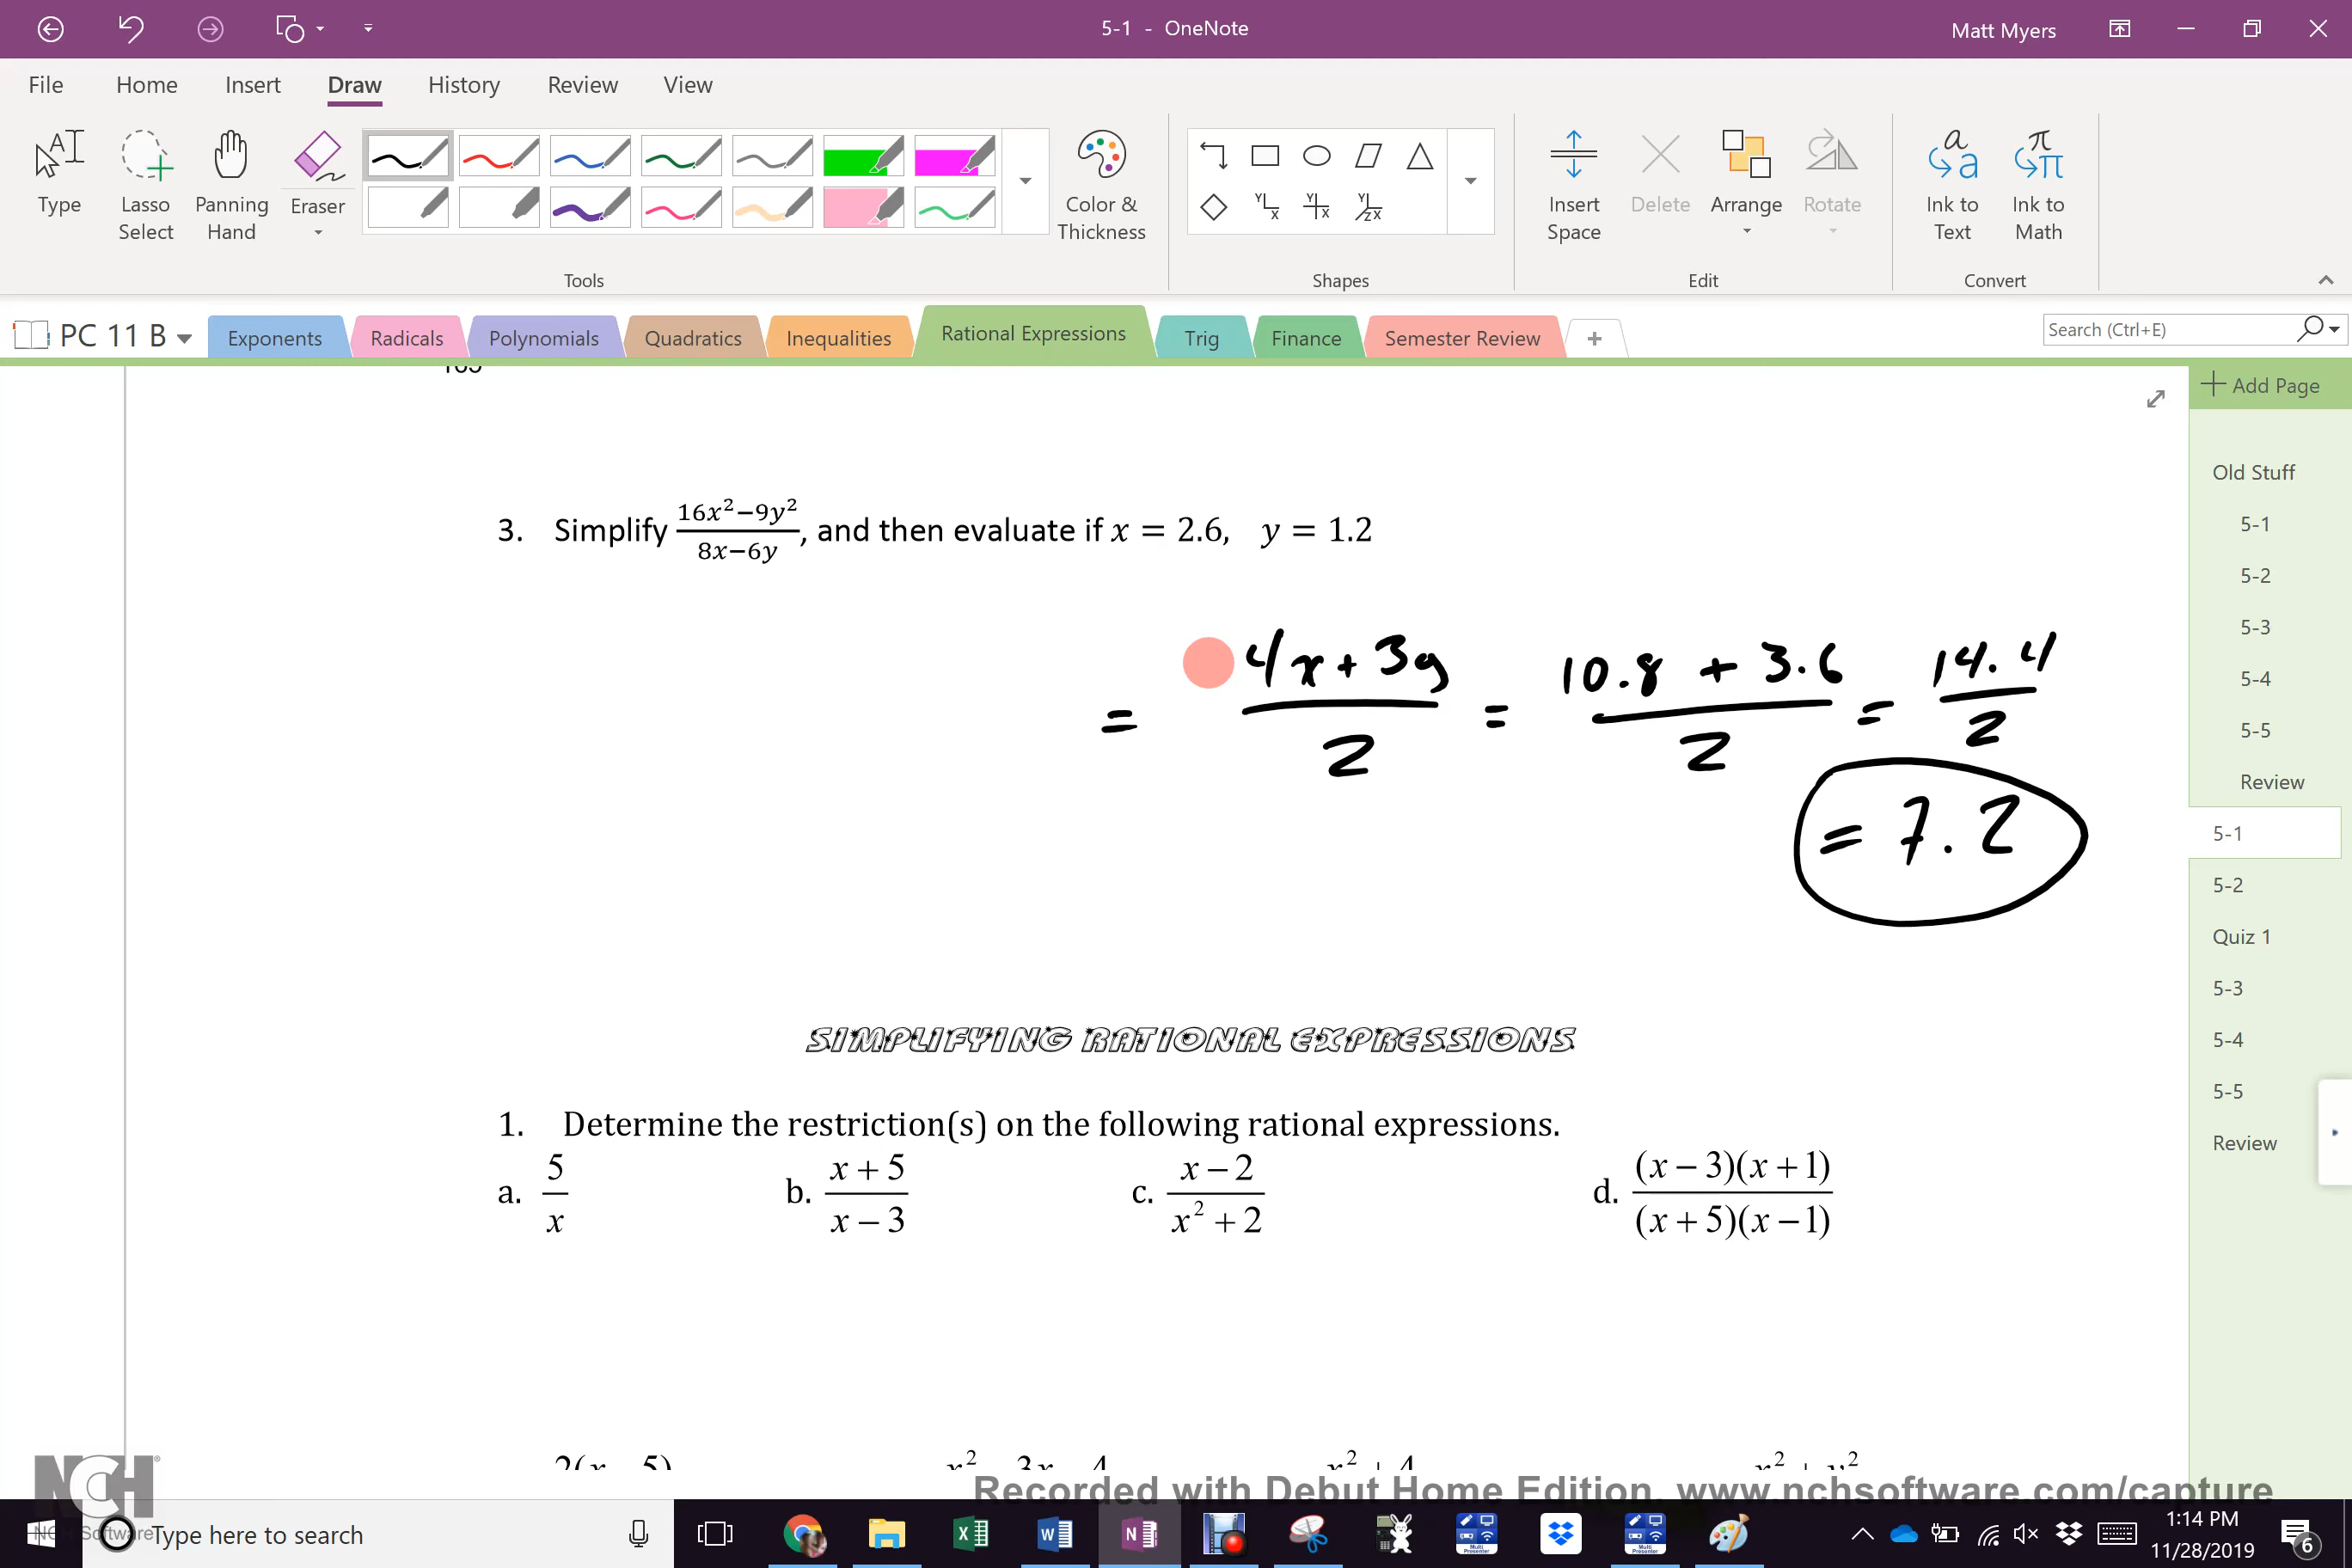 5-1 - OneNote
Matt Myers
File Home Insert Draw History Review View
Type
Lasso Select
Panning Hand
Eraser
Color & Thickness
Insert Space
Delete
Arrange
Rotate
Ink to Text
Ink to Math
Tools
Shapes
Edit
Convert
PC 11 B
Exponents Radicals Polynomials Quadratics Inequalities Rational Expressions Trig Finance Semester Review +
Search (Ctrl+E)
Add Page
Old Stuff
5-1
5-2
5-3
5-4
5-5
Review
5-1
5-2
Quiz 1
5-3
5-4
5-5
Review
3. Simplify (16x²−9y²)/(8x−6y), and then evaluate if x = 2.6, y = 1.2
= (4x+3y)/2 = (10.8 + 3.6)/2 = 14.4/2
= 7.2
SIMPLIFYING RATIONAL EXPRESSIONS
1. Determine the restriction(s) on the following rational expressions.
a. 5/x b. (x+5)/(x−3) c. (x−2)/(x²+2) d. (x−3)(x+1)/(x+5)(x−1)
NCH
NCH Software
Recorded with Debut Home Edition. www.nchsoftware.com/capture
Type here to search
1:14 PM
11/28/2019
6